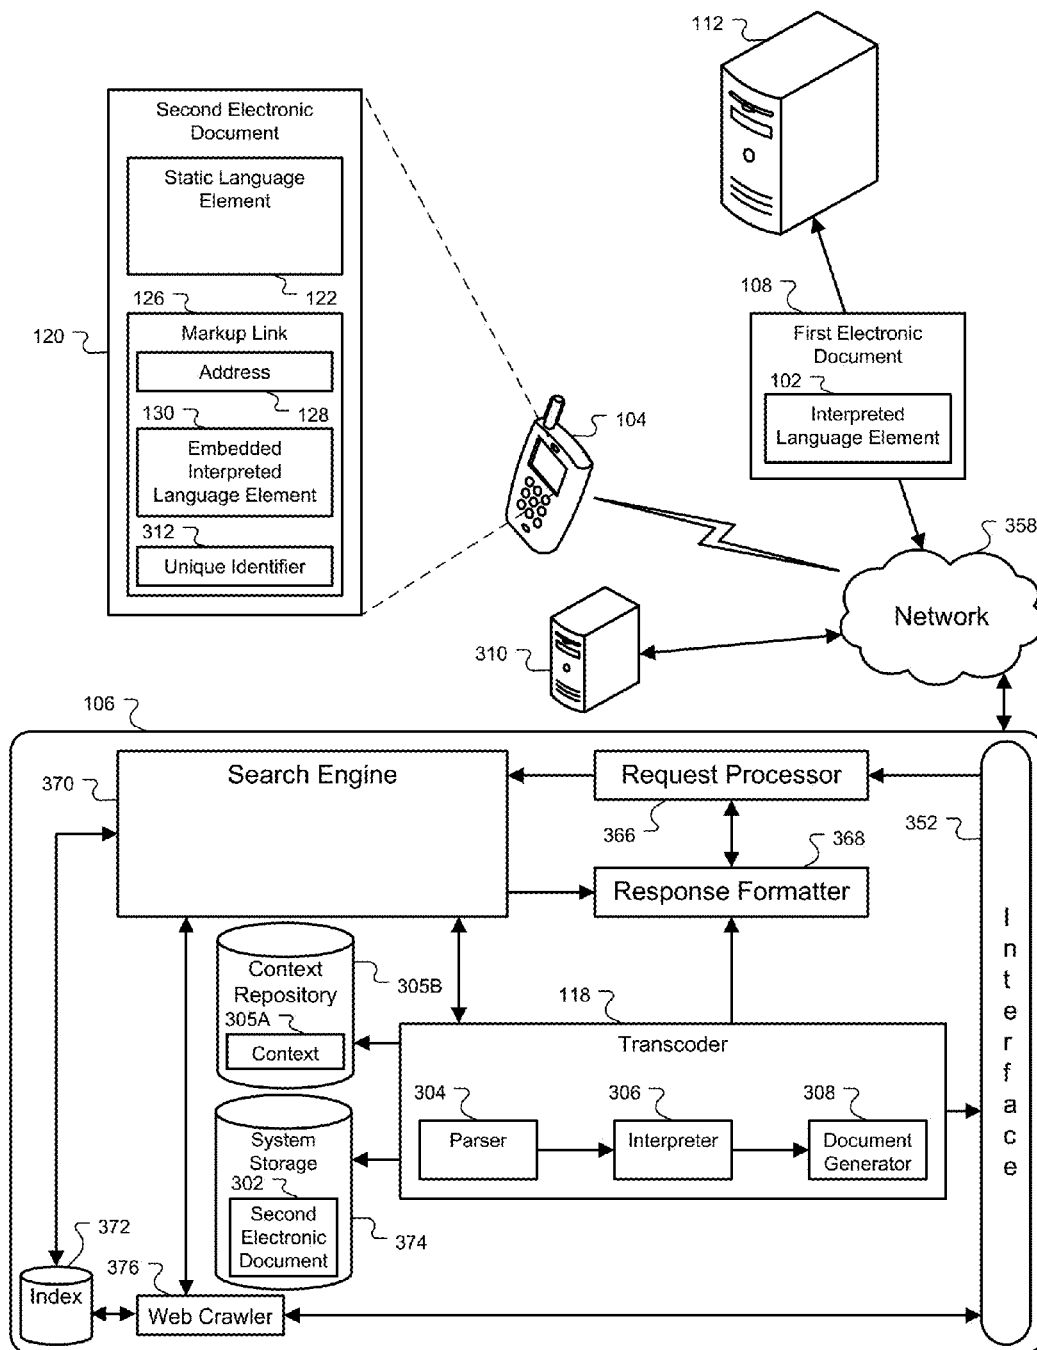 112
Second Electronic
Document
Static Language
Element
122
126
108
120
Markup Link
First Electronic
Document
Address
128
102
130
Interpreted
Language Element
104
Embedded
Interpreted
Language Element
358
312
Unique Identifier
Network
310
106
Search Engine
Request Processor
370
352
366
368
Response Formatter
Interface
Context
Repository
305B
305A
Context
118
Transcoder
304
306
308
Parser
Interpreter
Document
Generator
System
Storage
302
Second
Electronic
Document
374
372
376
Index
Web Crawler